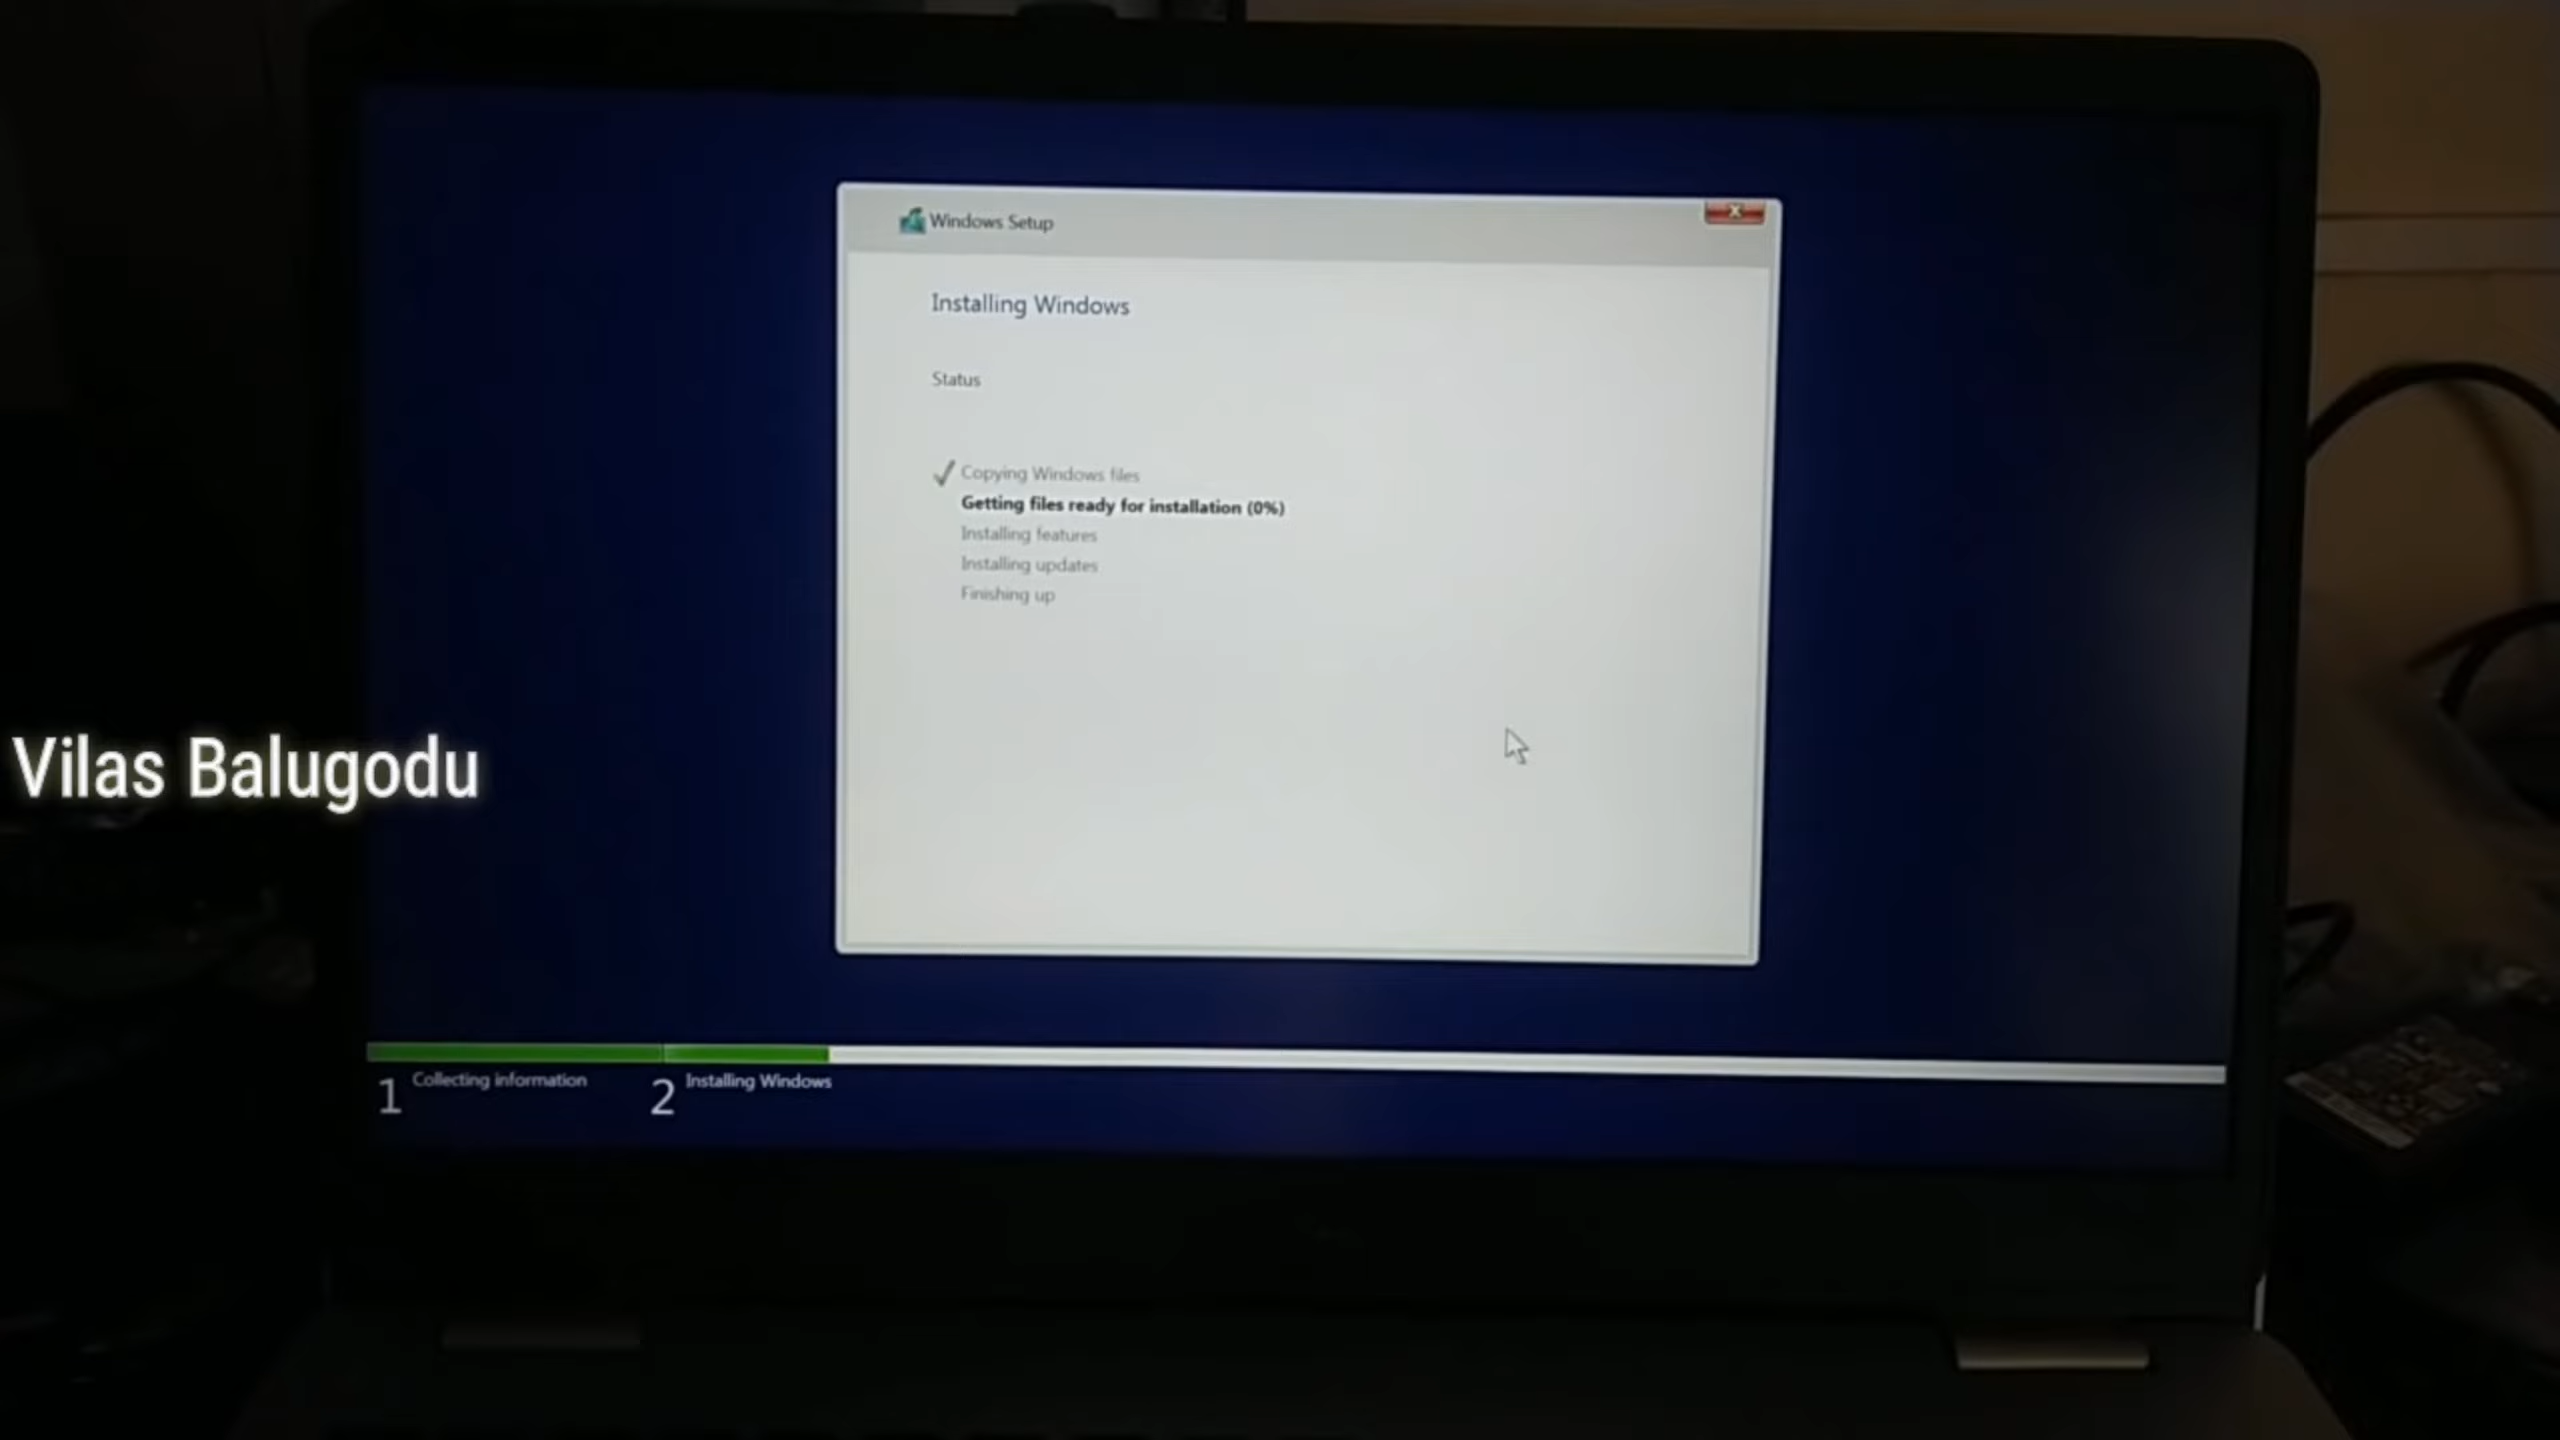 Windows Setup
Installing Windows
Status
Copying Windows files
Getting files ready for installation (0%)
Installing features
Installing updates
Finishing up
Vilas Balugodu
1 Collecting information
2 Installing Windows